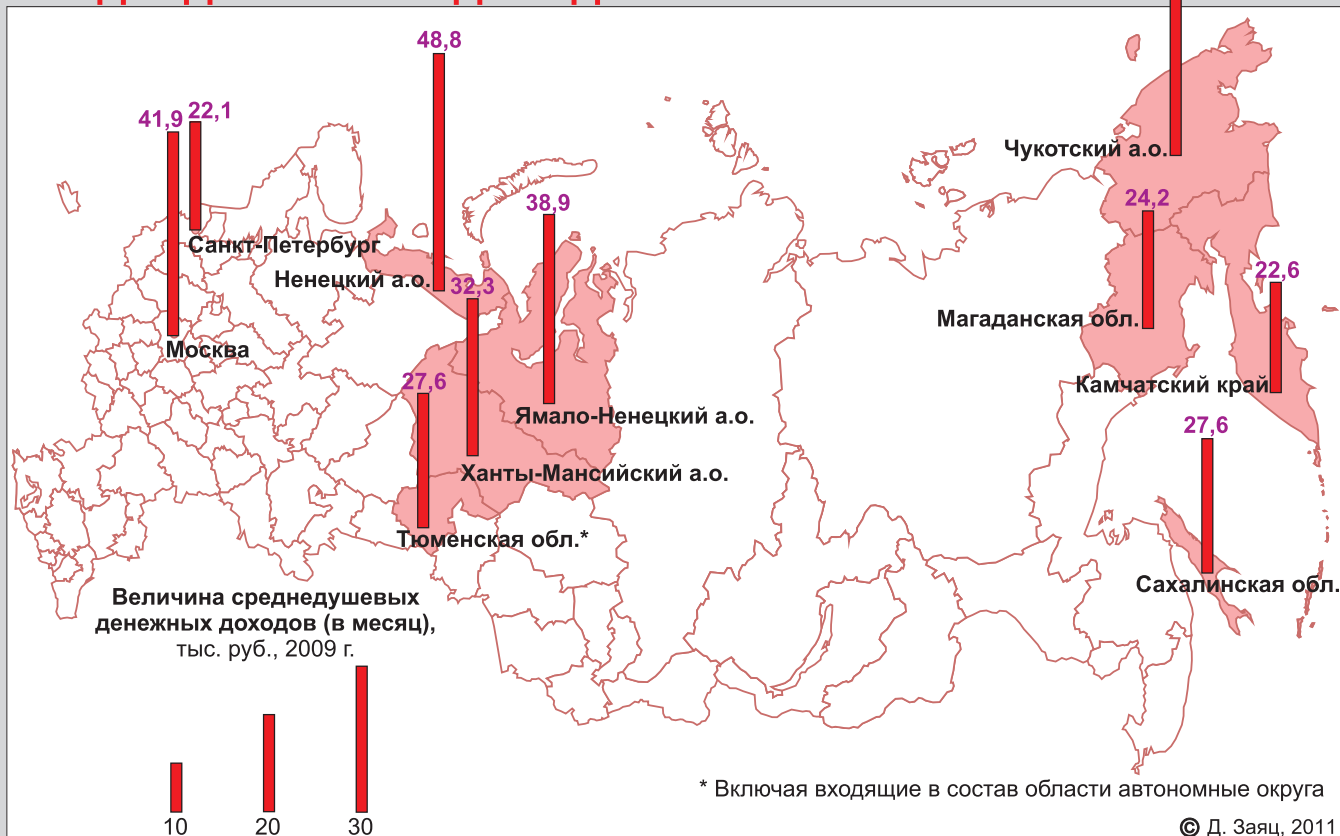 48,8
41,9
22,1
Чукотский а.о.
24,2
38,9
Санкт-Петербург
Ненецкий а.о.
32,3
22,6
Магаданская обл.
Москва
27,6
Камчатский край
Ямало-Ненецкий а.о.
27,6
Ханты-Мансийский а.о.
Тюменская обл.*
Сахалинская обл.
Величина среднедушевых
денежных доходов (в месяц),
тыс. руб., 2009 г.
10
20
30
* Включая входящие в состав области автономные округа
© Д. Заяц, 2011